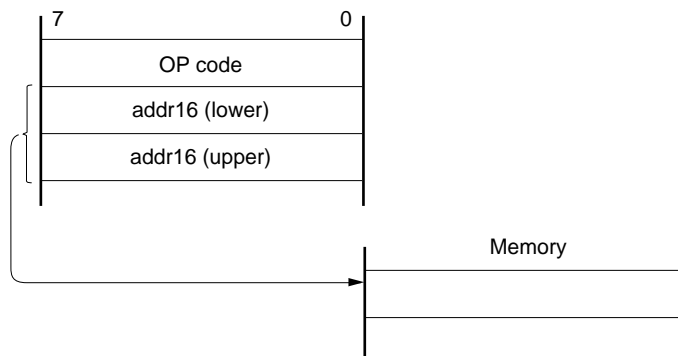 7 0
OP code
addr16 (lower)
addr16 (upper)
Memory